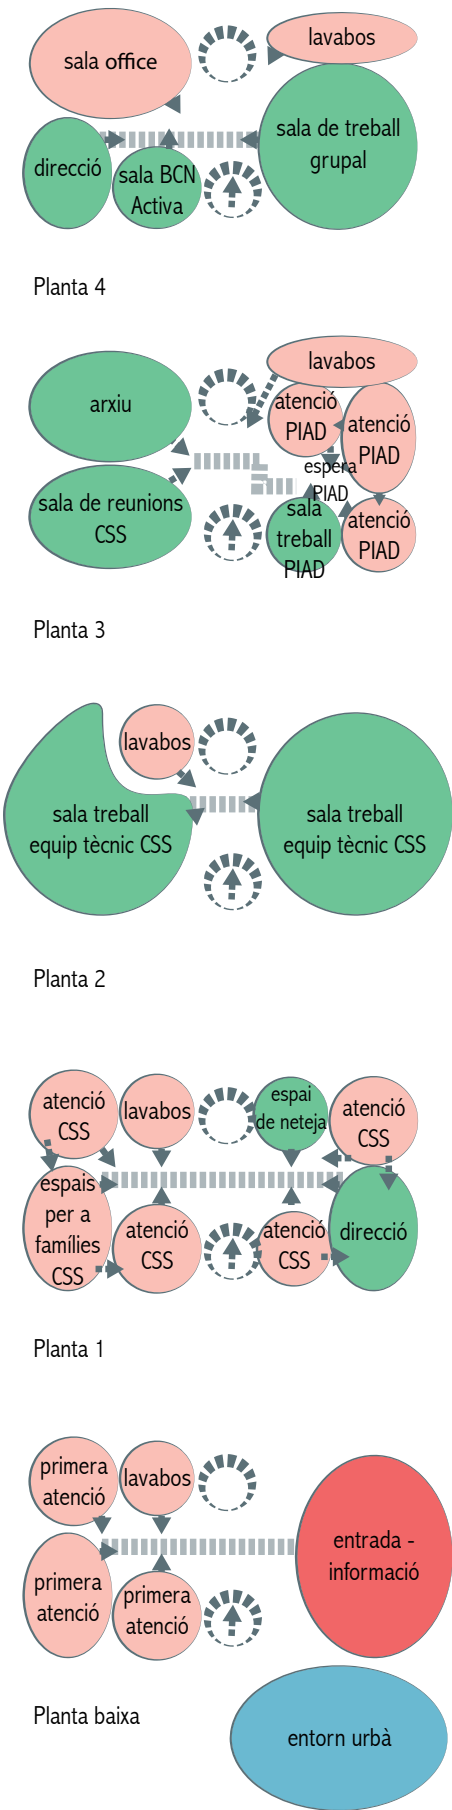 sala office
lavabos
sala de treball
grupal
direcció
sala BCN
Activa
Planta 4
arxiu
lavabos
atenció
PIAD
atenció
PIAD
espera
PIAD
sala de reunions
CSS
sala
treball
PIAD
atenció
PIAD
Planta 3
lavabos
sala treball
equip tècnic CSS
sala treball
equip tècnic CSS
Planta 2
atenció
CSS
lavabos
espai
de neteja
atenció
CSS
espais
per a
famílies
CSS
atenció
CSS
atenció
CSS
direcció
Planta 1
primera
atenció
lavabos
entrada -
informació
primera
atenció
primera
atenció
Planta baixa
entorn urbà